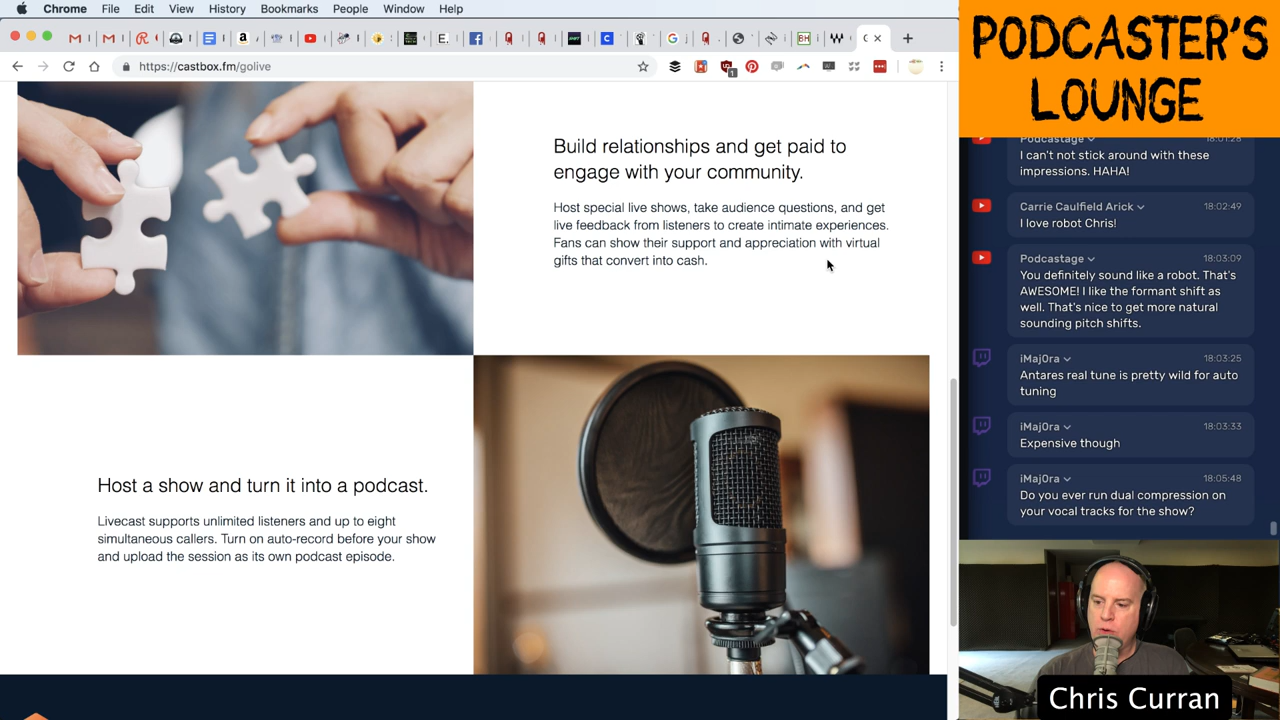 Chrome File Edit View History Bookmarks People Window Help
https://castbox.fm/golive
Build relationships and get paid to
engage with your community.
Host special live shows, take audience questions, and get
live feedback from listeners to create intimate experiences.
Fans can show their support and appreciation with virtual
gifts that convert into cash.
Host a show and turn it into a podcast.
Livecast supports unlimited listeners and up to eight
simultaneous callers. Turn on auto-record before your show
and upload the session as its own podcast episode.
PODCASTER'S
LOUNGE
Podcastage 18:01:28
I can't not stick around with these
impressions. HAHA!
Carrie Caulfield Arick 18:02:49
I love robot Chris!
Podcastage 18:03:09
You definitely sound like a robot. That's
AWESOME! I like the formant shift as
well. That's nice to get more natural
sounding pitch shifts.
iMaj0ra 18:03:25
Antares real tune is pretty wild for auto
tuning
iMaj0ra 18:03:33
Expensive though
iMaj0ra 18:05:48
Do you ever run dual compression on
your vocal tracks for the show?
Chris Curran